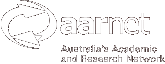 aarnet
Australia's Academic
and Research Network